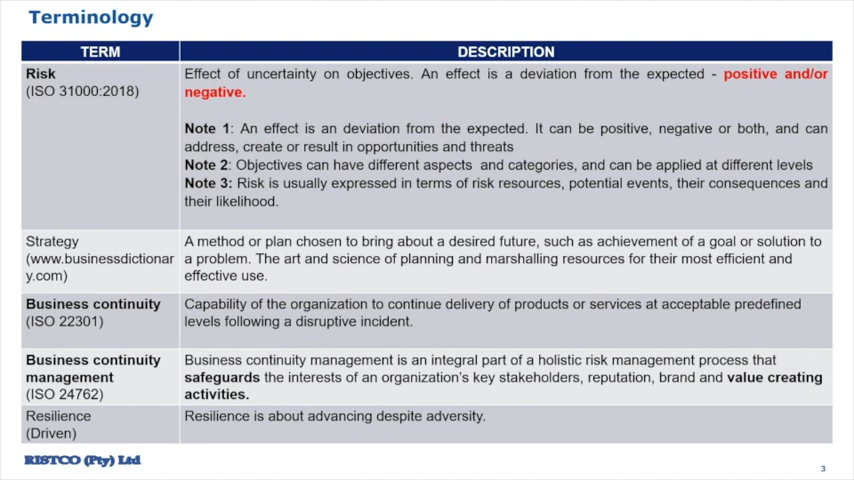 Terminology
TERM
DESCRIPTION
Risk
(ISO 31000:2018)
Effect of uncertainty on objectives. An effect is a deviation from the expected - positive and/or
negative.
Note 1: An effect is an deviation from the expected. It can be positive, negative or both, and can
address, create or result in opportunities and threats
Note 2: Objectives can have different aspects and categories, and can be applied at different levels
Note 3: Risk is usually expressed in terms of risk resources, potential events, their consequences and
their likelihood.
Strategy
(www.businessdictionar
y.com)
A method or plan chosen to bring about a desired future, such as achievement of a goal or solution to
a problem. The art and science of planning and marshalling resources for their most efficient and
effective use.
Business continuity
(ISO 22301)
Capability of the organization to continue delivery of products or services at acceptable predefined
levels following a disruptive incident.
Business continuity
management
(ISO 24762)
Business continuity management is an integral part of a holistic risk management process that
safeguards the interests of an organization's key stakeholders, reputation, brand and value creating
activities.
Resilience
(Driven)
Resilience is about advancing despite adversity.
RISTCO (Pty) Ltd
3